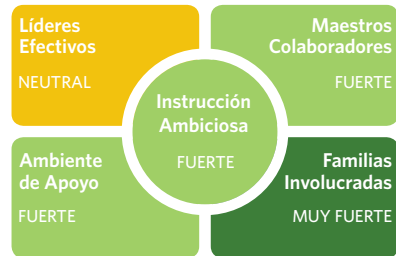 Líderes
Efectivos
NEUTRAL
Maestros
Colaboradores
FUERTE
Instrucción
Ambiciosa
FUERTE
Ambiente
de Apoyo
FUERTE
Familias
Involucradas
MUY FUERTE